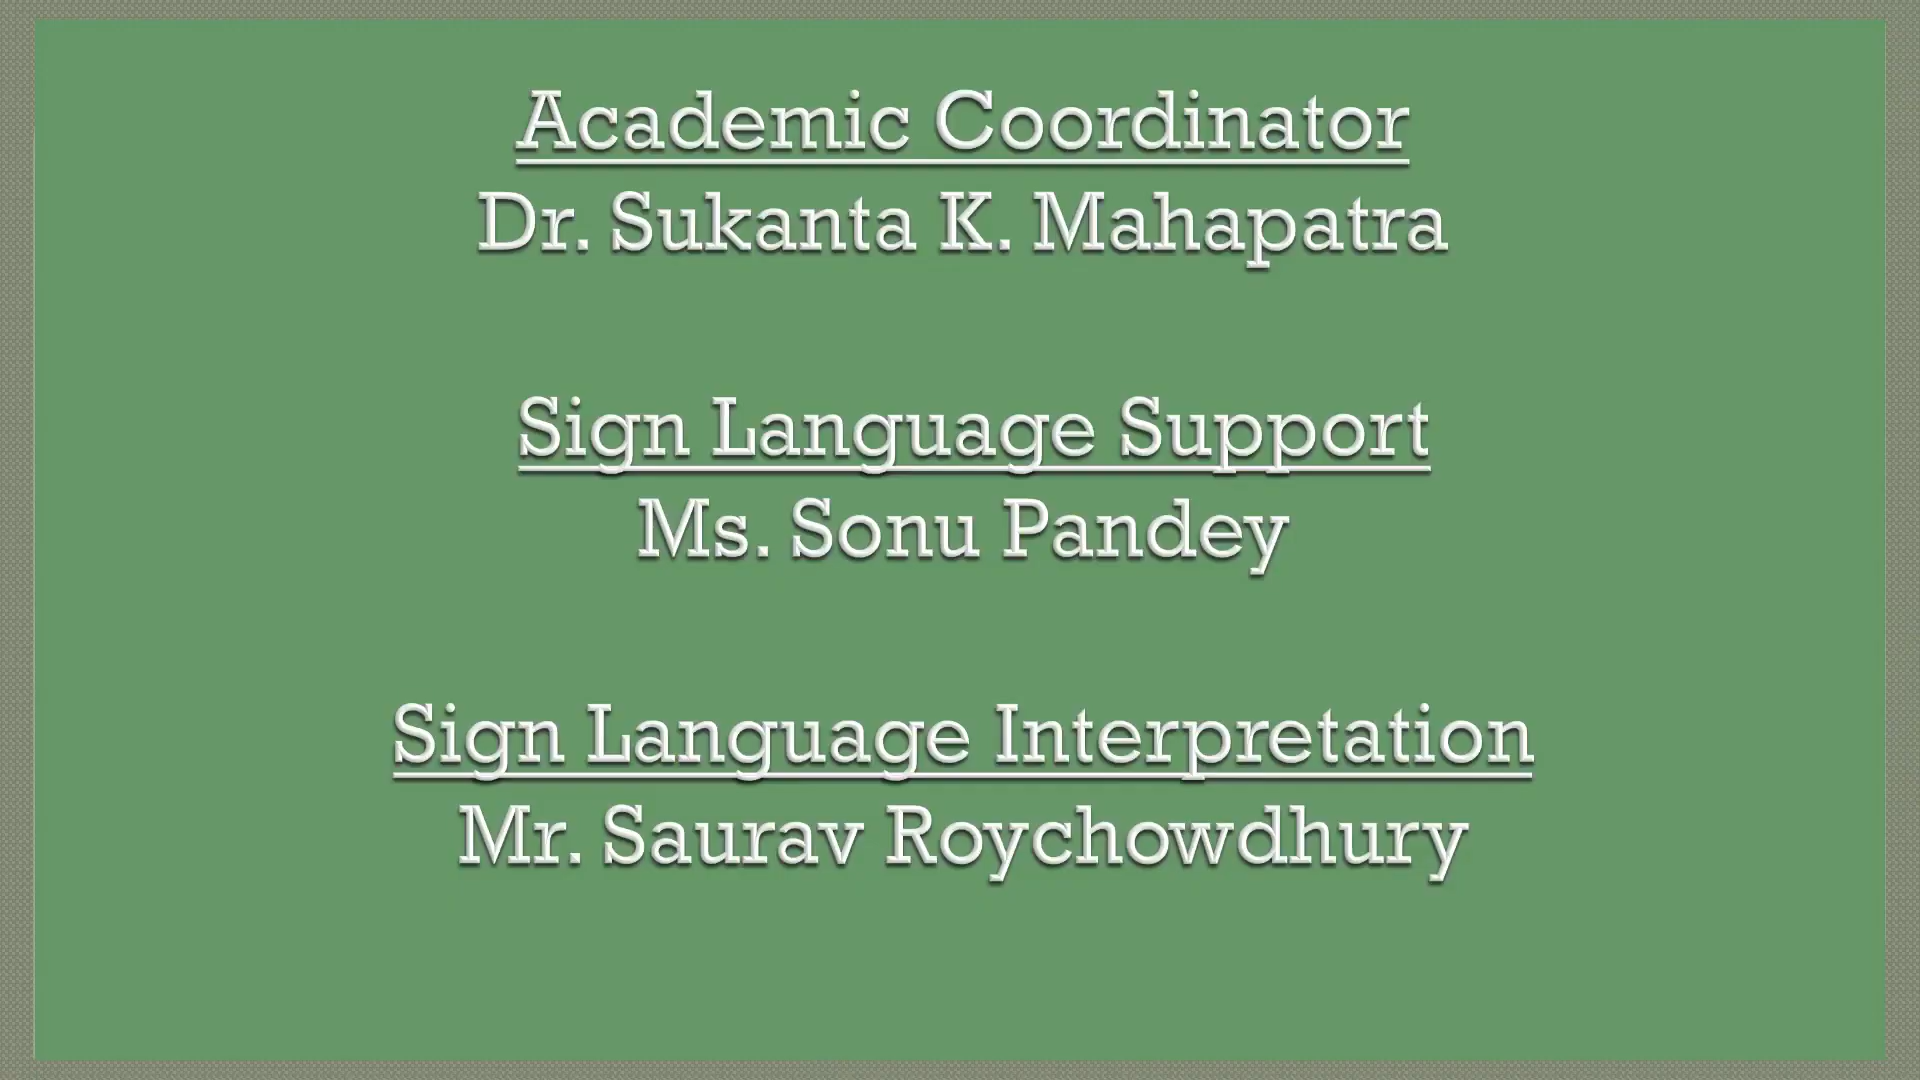 Academic Coordinator
Dr. Sukanta K. Mahapatra
Sign Language Support
Ms. Sonu Pandey
Sign Language Interpretation
Mr. Saurav Roychowdhury